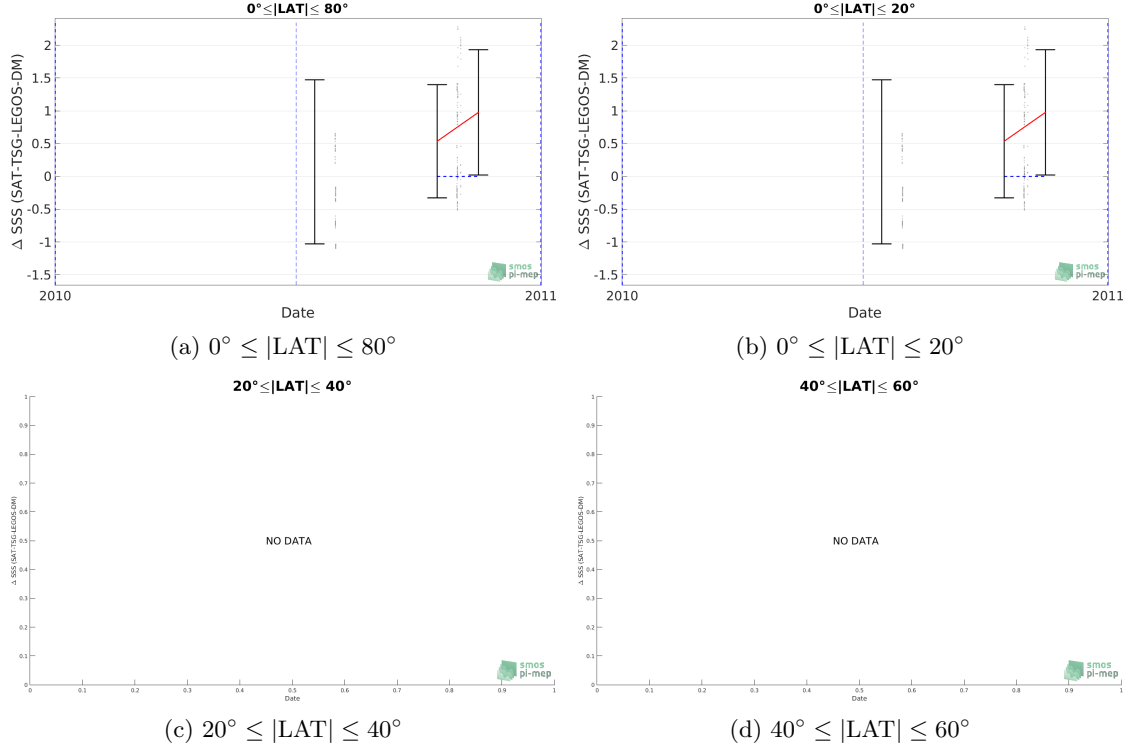 0°≤|LAT|≤ 80°
Δ SSS (SAT-TSG-LEGOS-DM)
2
1.5
1
0.5
0
-0.5
-1
-1.5
2010
2011
Date
smos
pi-mep
(a) 0° ≤ |LAT| ≤ 80°
0°≤|LAT|≤ 20°
Δ SSS (SAT-TSG-LEGOS-DM)
2
1.5
1
0.5
0
-0.5
-1
-1.5
2010
2011
Date
smos
pi-mep
(b) 0° ≤ |LAT| ≤ 20°
20°≤|LAT|≤ 40°
Δ SSS (SAT-TSG-LEGOS-DM)
1
0.9
0.8
0.7
0.6
0.5
0.4
0.3
0.2
0.1
0
NO DATA
0 0.1 0.2 0.3 0.4 0.5 0.6 0.7 0.8 0.9 1
Date
smos
pi-mep
(c) 20° ≤ |LAT| ≤ 40°
40°≤|LAT|≤ 60°
Δ SSS (SAT-TSG-LEGOS-DM)
1
0.9
0.8
0.7
0.6
0.5
0.4
0.3
0.2
0.1
0
NO DATA
0 0.1 0.2 0.3 0.4 0.5 0.6 0.7 0.8 0.9 1
Date
smos
pi-mep
(d) 40° ≤ |LAT| ≤ 60°